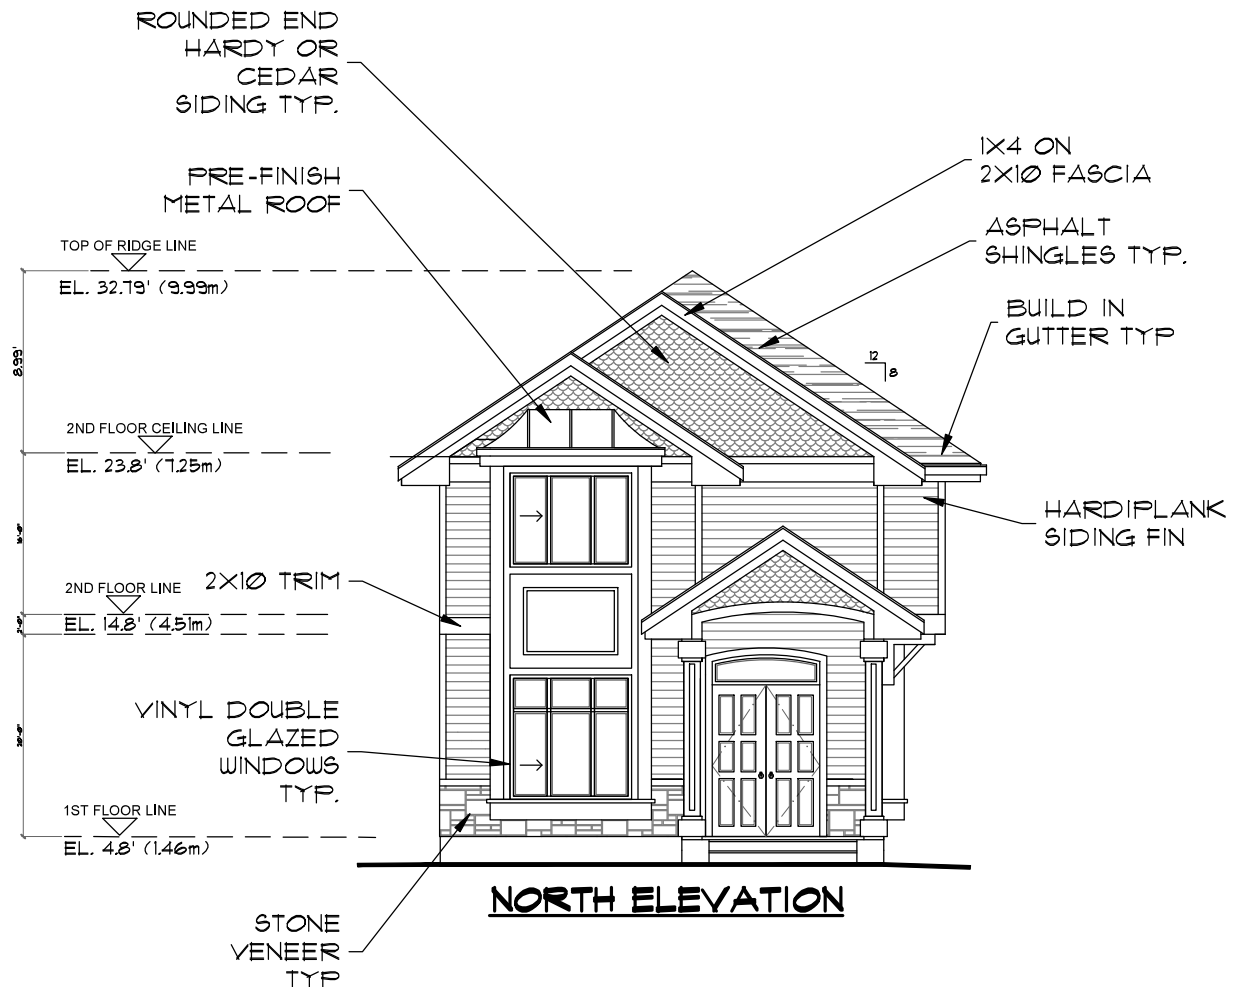 ROUNDED END
HARDY OR
CEDAR
SIDING TYP.
PRE-FINISH
METAL ROOF
1X4 ON
2X10 FASCIA
ASPHALT
SHINGLES TYP.
BUILD IN
GUTTER TYP
12
8
TOP OF RIDGE LINE
EL. 32.79' (9.99m)
8.99'
2ND FLOOR CEILING LINE
EL. 23.8' (7.25m)
HARDIPLANK
SIDING FIN
2ND FLOOR LINE
EL. 14.8' (4.51m)
2X10 TRIM
VINYL DOUBLE
GLAZED
WINDOWS
TYP.
1ST FLOOR LINE
EL. 4.8' (1.46m)
NORTH ELEVATION
STONE
VENEER
TYP